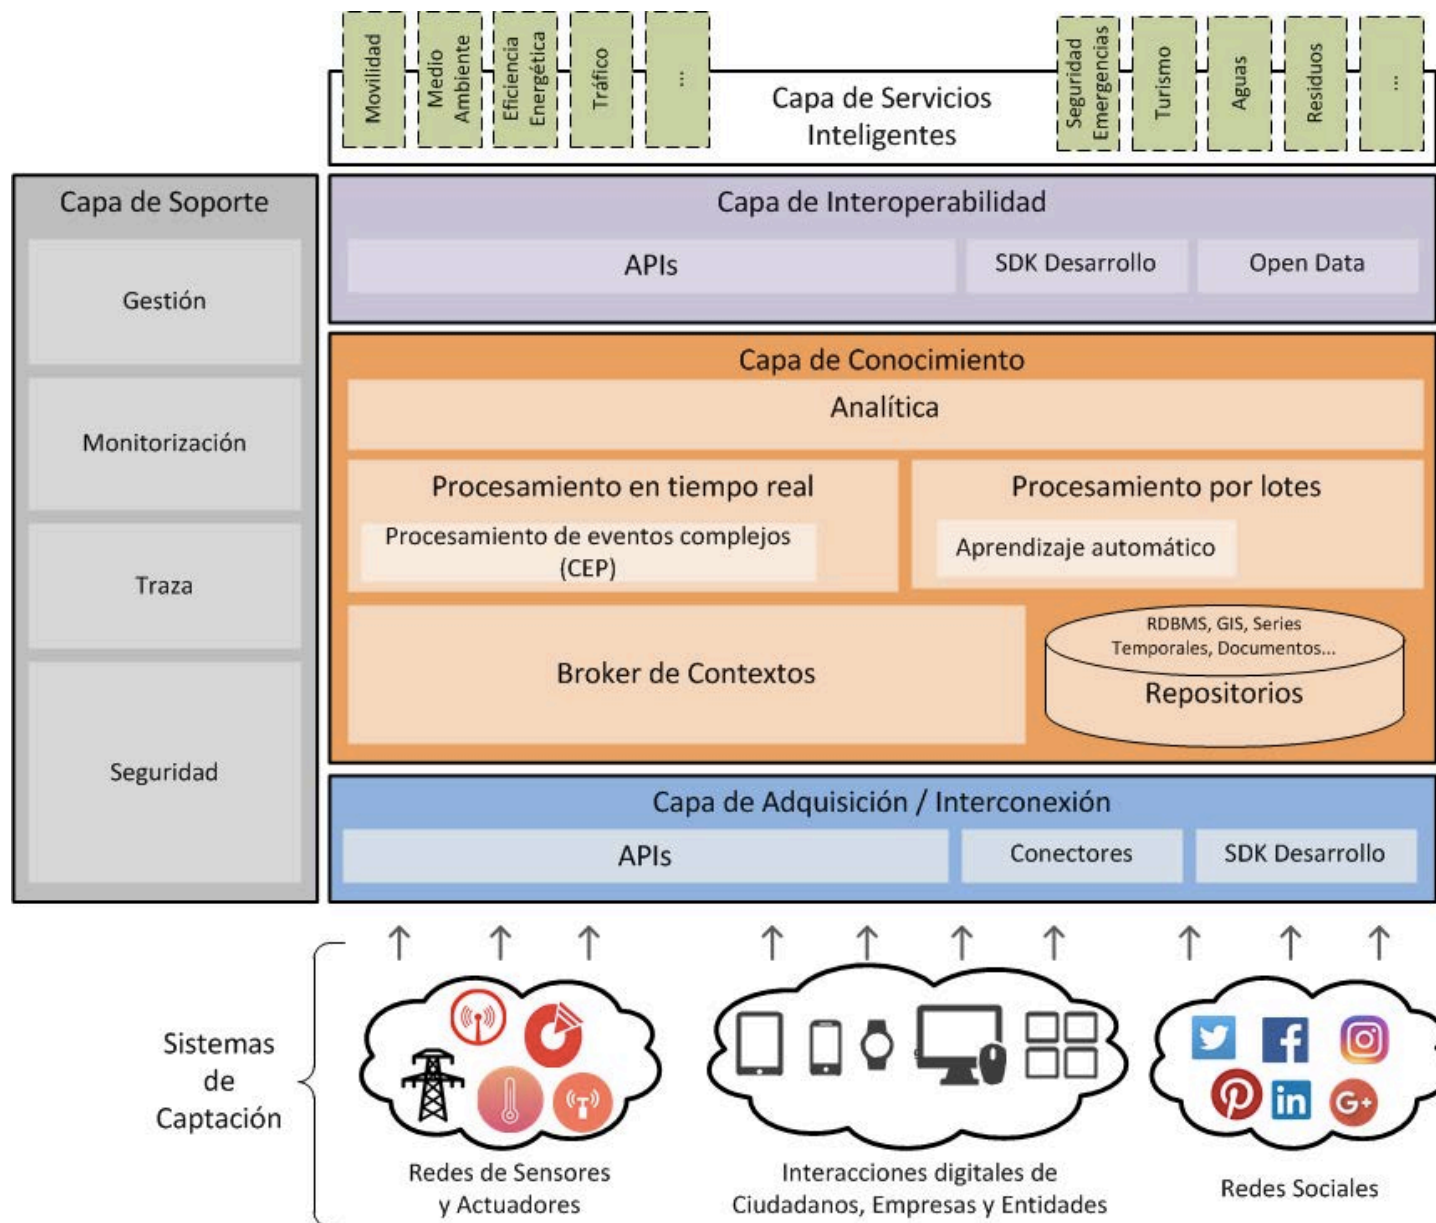 Movilidad
Medio
Ambiente
Eficiencia
Energética
Tráfico
...
Capa de Servicios
Inteligentes
Seguridad
Emergencias
Turismo
Aguas
Residuos
...
Capa de Soporte
Gestión
Monitorización
Traza
Seguridad
Capa de Interoperabilidad
APIs
SDK Desarrollo
Open Data
Capa de Conocimiento
Analítica
Procesamiento en tiempo real
Procesamiento de eventos complejos
(CEP)
Procesamiento por lotes
Aprendizaje automático
Broker de Contextos
RDBMS, GIS, Series
Temporales, Documentos...
Repositorios
Capa de Adquisición / Interconexión
APIs
Conectores
SDK Desarrollo
Sistemas
de
Captación
in
G+
Redes de Sensores
y Actuadores
Interacciones digitales de
Ciudadanos, Empresas y Entidades
Redes Sociales